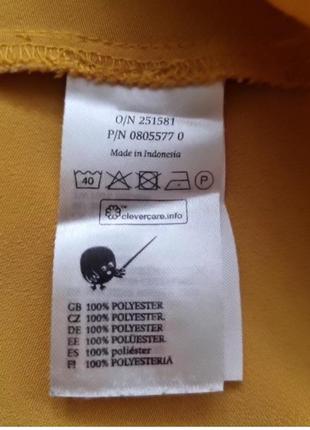 O/N 251581
P/N 0805577 0
Made in Indonesia
40 P
clevercare.info
GB 100% POLYESTER
CZ 100% POLYESTER
DE 100% POLYESTER
EE 100% POLÜESTER
ES 100% poliéster
FI 100% POLYESTERIÄ